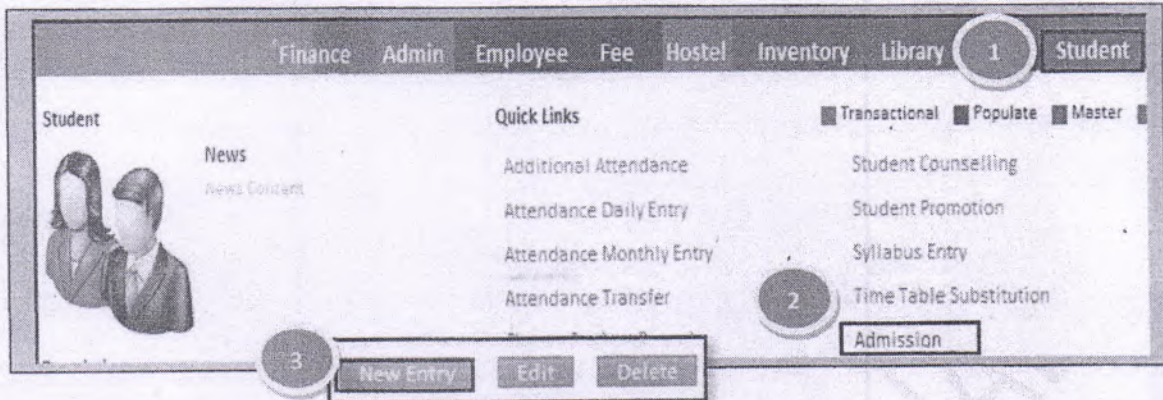 Finance Admin Employee Fee Hostel Inventory Library 1 Student
Student
Quick Links
Transactional Populate Master
News
News Content
Additional Attendance
Student Counselling
Attendance Daily Entry
Student Promotion
Attendance Monthly Entry
Syllabus Entry
Attendance Transfer
2
Time Table Substitution
Admission
3
New Entry Edit Delete